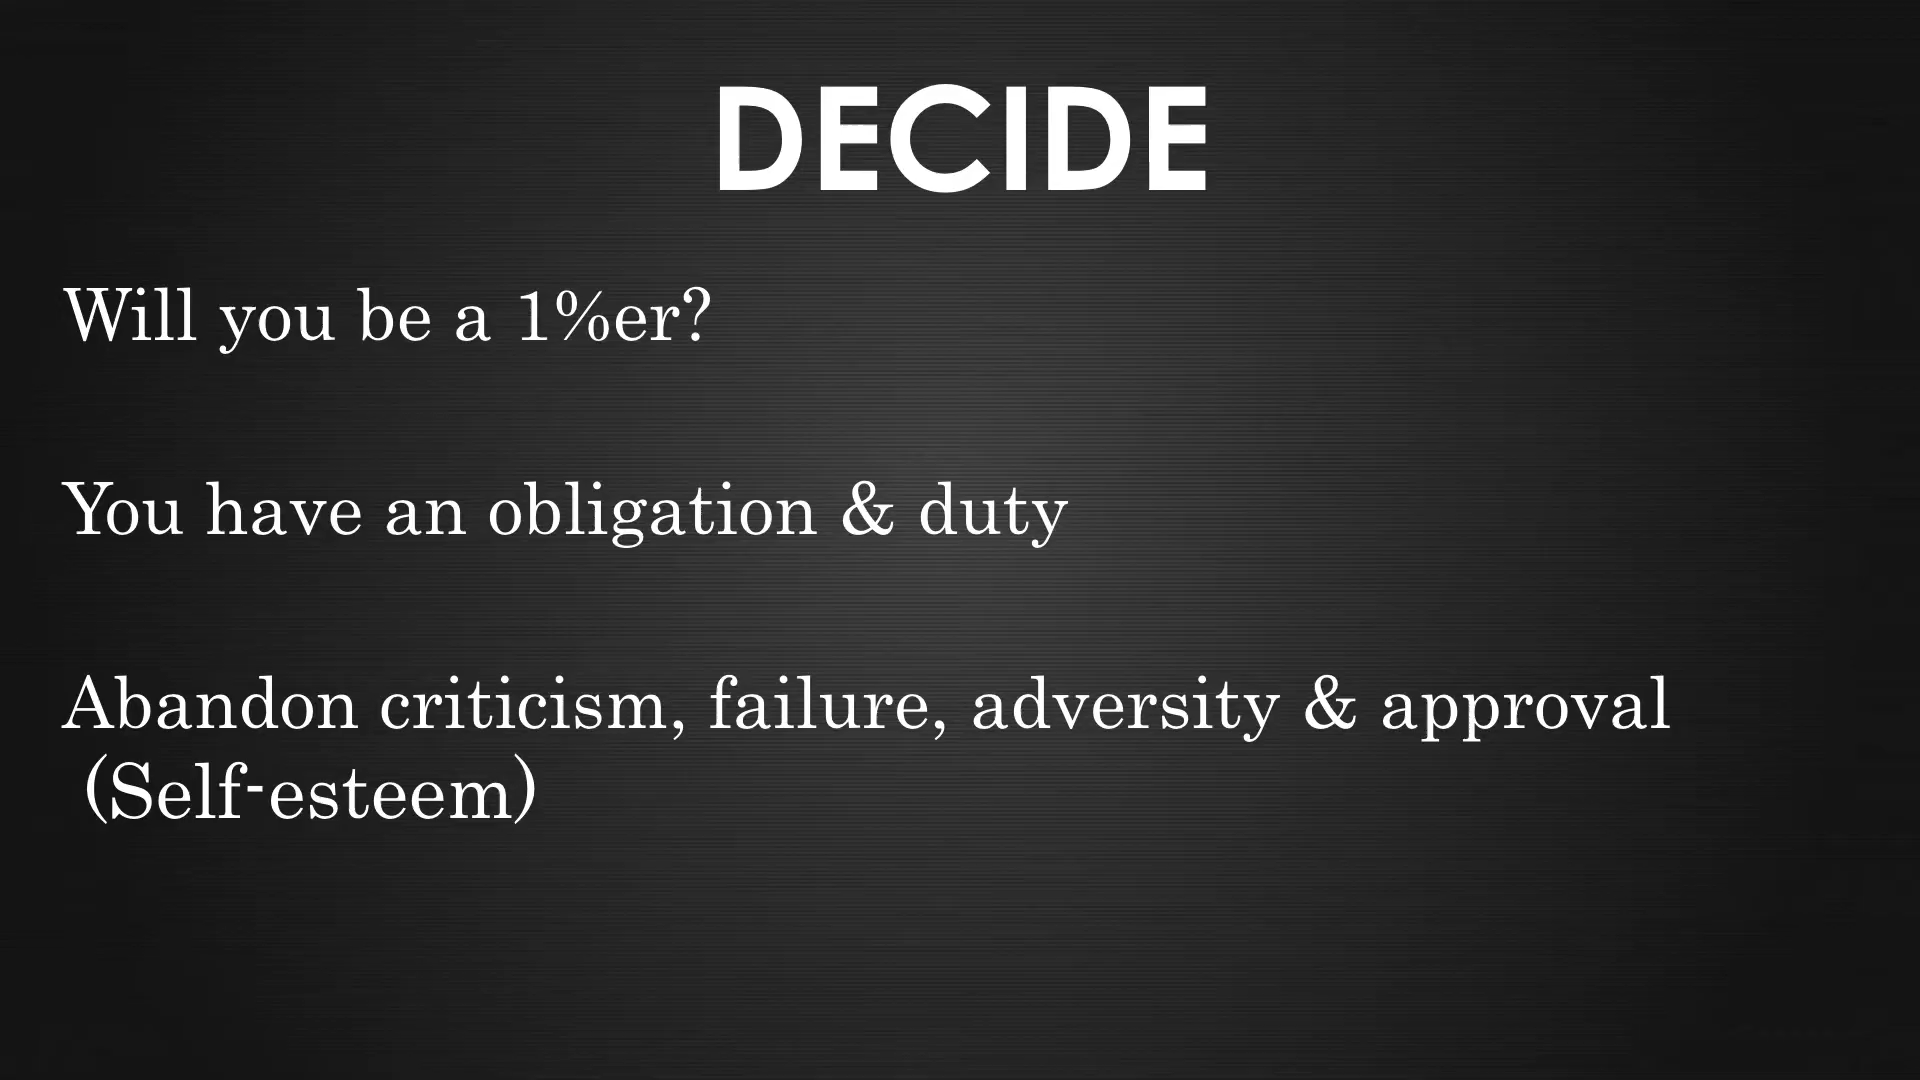 DECIDE
Will you be a 1%er?
You have an obligation & duty
Abandon criticism, failure, adversity & approval
(Self-esteem)